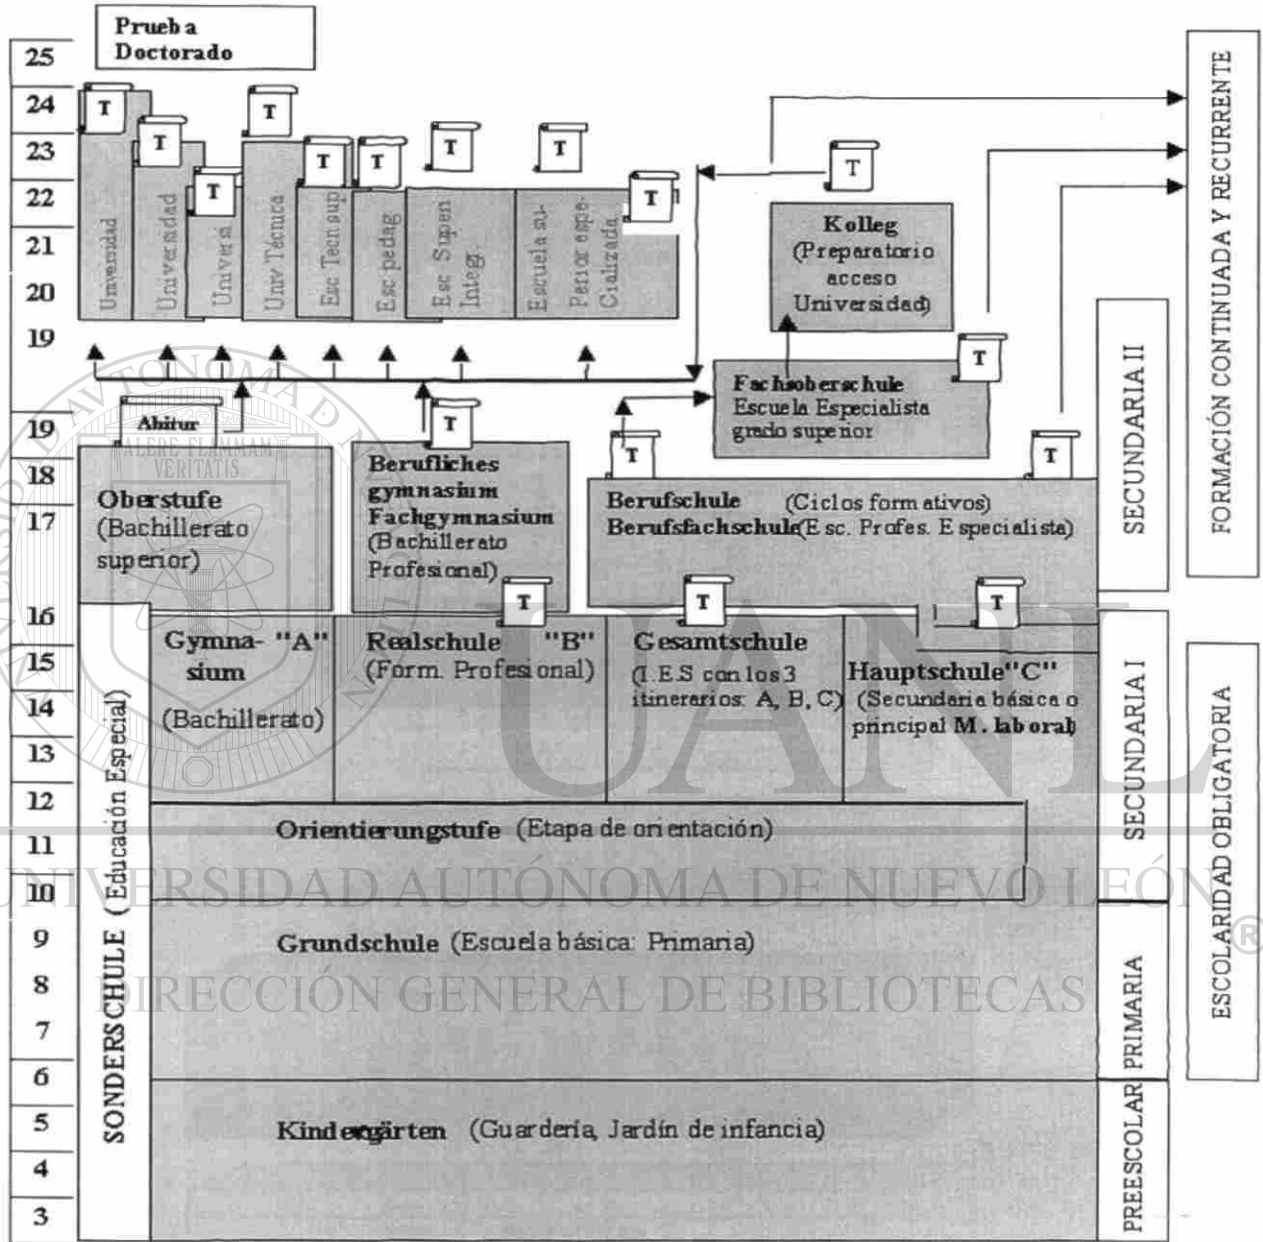 Prueba
Doctorado
25
24
23
22
21
20
19
19
18
17
16
15
14
13
12
11
10
9
8
7
6
5
4
3
T
T
T
T
T
T
T
T
T
T
Universidad
Universidad
Universi
Univ Técnica
Esc Tecn sup
Esc pedag
Esc Supen
Integ.
Escuela su-
Perior espe-
Cializada
Kolleg
(Preparatorio
acceso
Universidad)
T
Fachsoberschule
Escuela Especialista
grado superior
Abitur
T
T
T
ALERE FLAMMAM
VERITATIS
Oberstufe
(Bachillerato
superior)
Berufliches
gymnasium
Fachgymnasium
(Bachillerato
Profesional)
Berufschule (Ciclos formativos)
Berufsfachschule (Esc. Profes. Especialista)
T
T
T
Gymna- "A"
sium
(Bachillerato)
Realschule "B"
(Form. Profesional)
Gesamtschule
(I.E.S con los 3
itinerarios: A, B, C)
Hauptschule "C"
(Secundaria básica o
principal M. laboral)
Orientierungstufe (Etapa de orientación)
Grundschule (Escuela básica: Primaria)
Kindergärten (Guardería, Jardín de infancia)
SONDERSCHULE ( Educación Especial)
PREESCOLAR
PRIMARIA
SECUNDARIA I
SECUNDARIA II
ESCOLARIDAD OBLIGATORIA
FORMACIÓN CONTINUADA Y RECURRENTE
UANL
UNIVERSIDAD AUTÓNOMA DE NUEVO LEÓN
®
DIRECCIÓN GENERAL DE BIBLIOTECAS